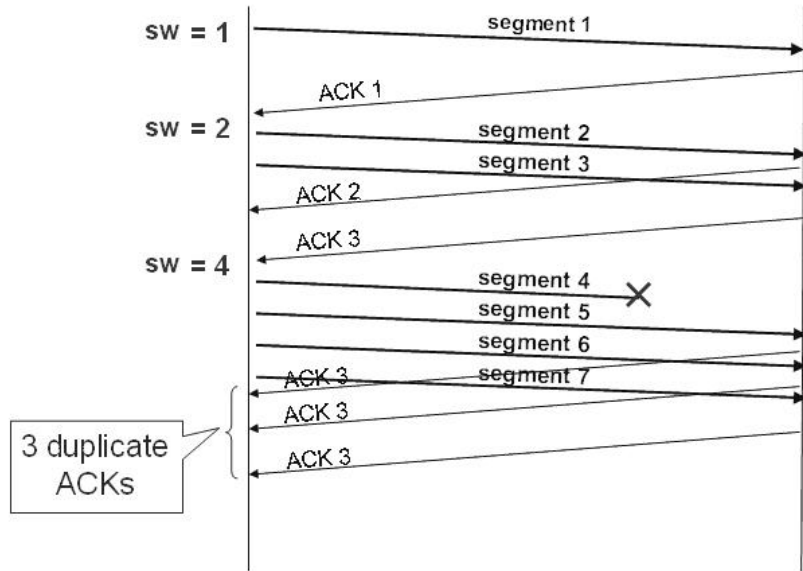 sw = 1
segment 1
ACK 1
sw = 2
segment 2
segment 3
ACK 2
ACK 3
sw = 4
segment 4
segment 5
segment 6
segment 7
ACK 3
ACK 3
ACK 3
3 duplicate
ACKs